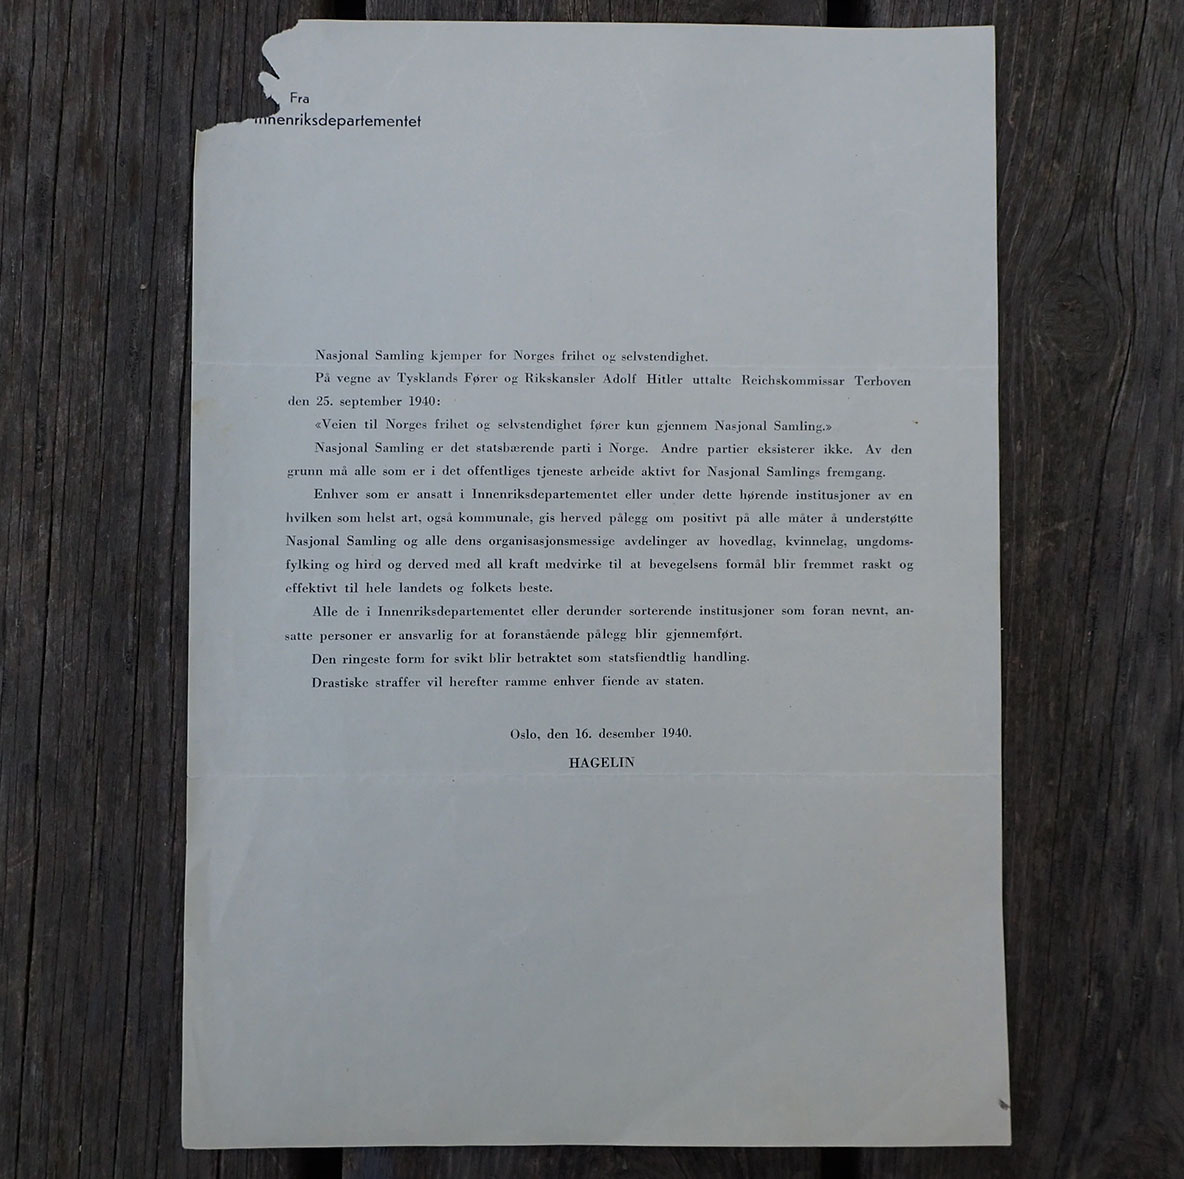 Fra
Innenriksdepartementet
Nasjonal Samling kjemper for Norges frihet og selvstendighet.
På vegne av Tysklands Fører og Rikskansler Adolf Hitler uttalte Reichskommissar Terboven
den 25. september 1940:
«Veien til Norges frihet og selvstendighet fører kun gjennem Nasjonal Samling.»
Nasjonal Samling er det statsbærende parti i Norge. Andre partier eksisterer ikke. Av den
grunn må alle som er i det offentliges tjeneste arbeide aktivt for Nasjonal Samlings fremgang.
Enhver som er ansatt i Innenriksdepartementet eller under dette hørende institusjoner av en
hvilken som helst art, også kommunale, gis herved pålegg om positivt på alle måter å understøtte
Nasjonal Samling og alle dens organisasjonsmessige avdelinger av hovedlag, kvinnelag, ungdoms-
fylking og hird og derved med all kraft medvirke til at bevegelsens formål blir fremmet raskt og
effektivt til hele landets og folkets beste.
Alle de i Innenriksdepartementet eller derunder sorterende institusjoner som foran nevnt, an-
satte personer er ansvarlig for at foranstående pålegg blir gjennemført.
Den ringeste form for svikt blir betraktet som statsfiendtlig handling.
Drastiske straffer vil herefter ramme enhver fiende av staten.
Oslo, den 16. desember 1940.
HAGELIN